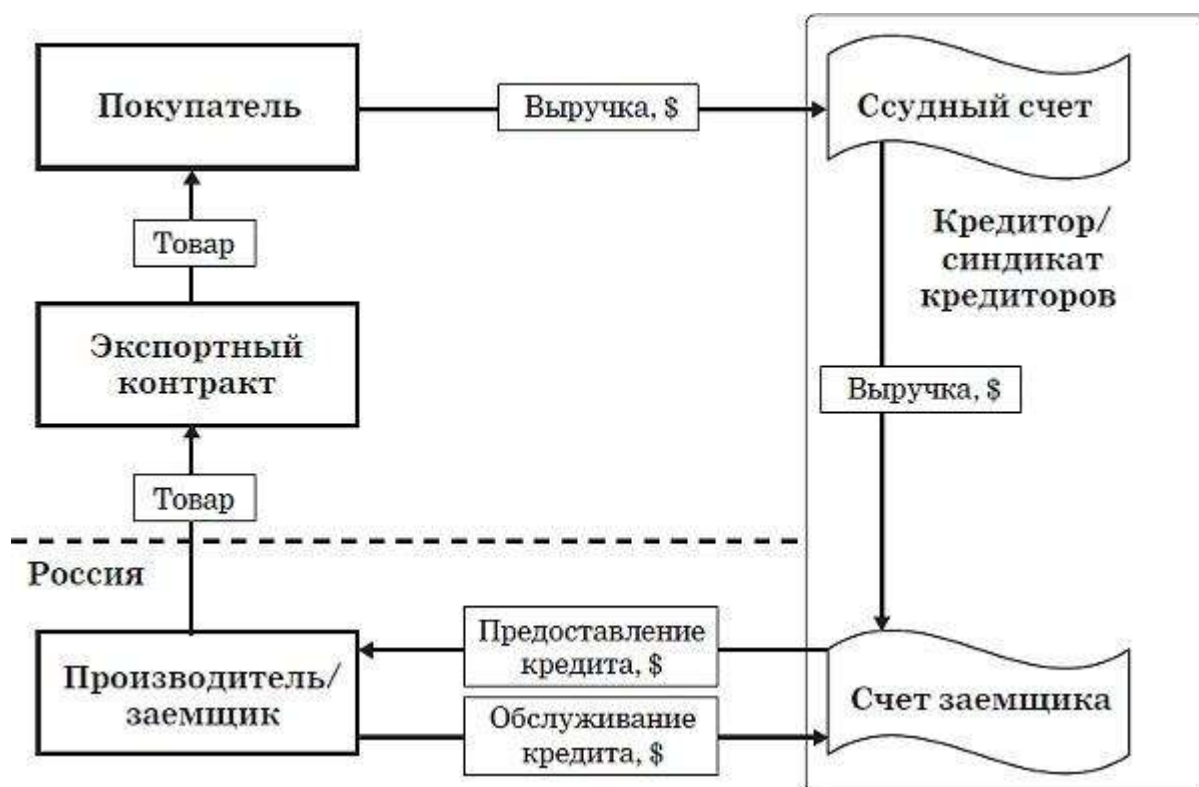 Покупатель
Выручка, $
Ссудный счет
Товар
Кредитор/
синдикат
кредиторов
Экспортный
контракт
Выручка, $
Товар
Россия
Предоставление
кредита, $
Производитель/
заемщик
Счет заемщика
Обслуживание
кредита, $